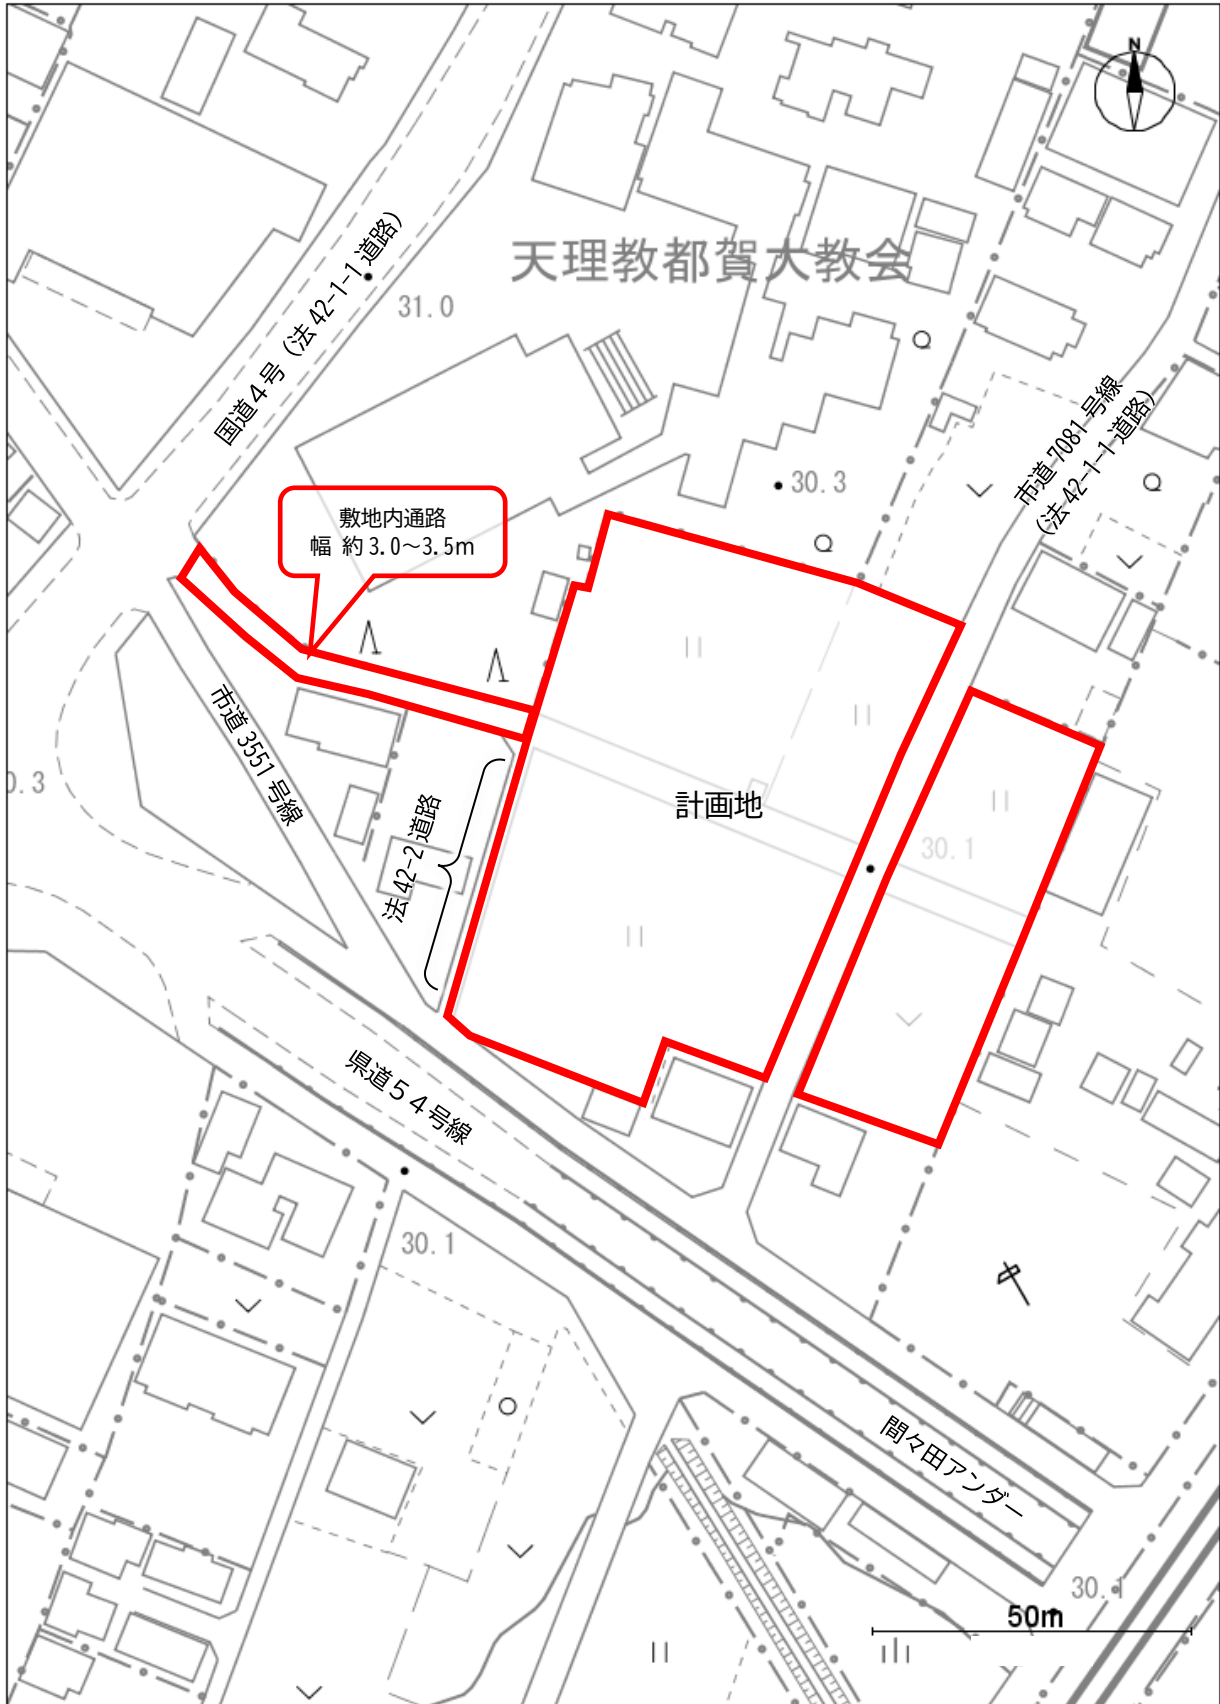 N
天理教都賀大教会
国道4号（法42-1-1道路）
31.0
市道7081号線
（法42-1-1道路）
30.3
敷地内通路
幅 約3.0～3.5m
市道3551号線
0.3
法42-2道路
計画地
30.1
県道５４号線
30.1
間々田アンダー
30.1
50m